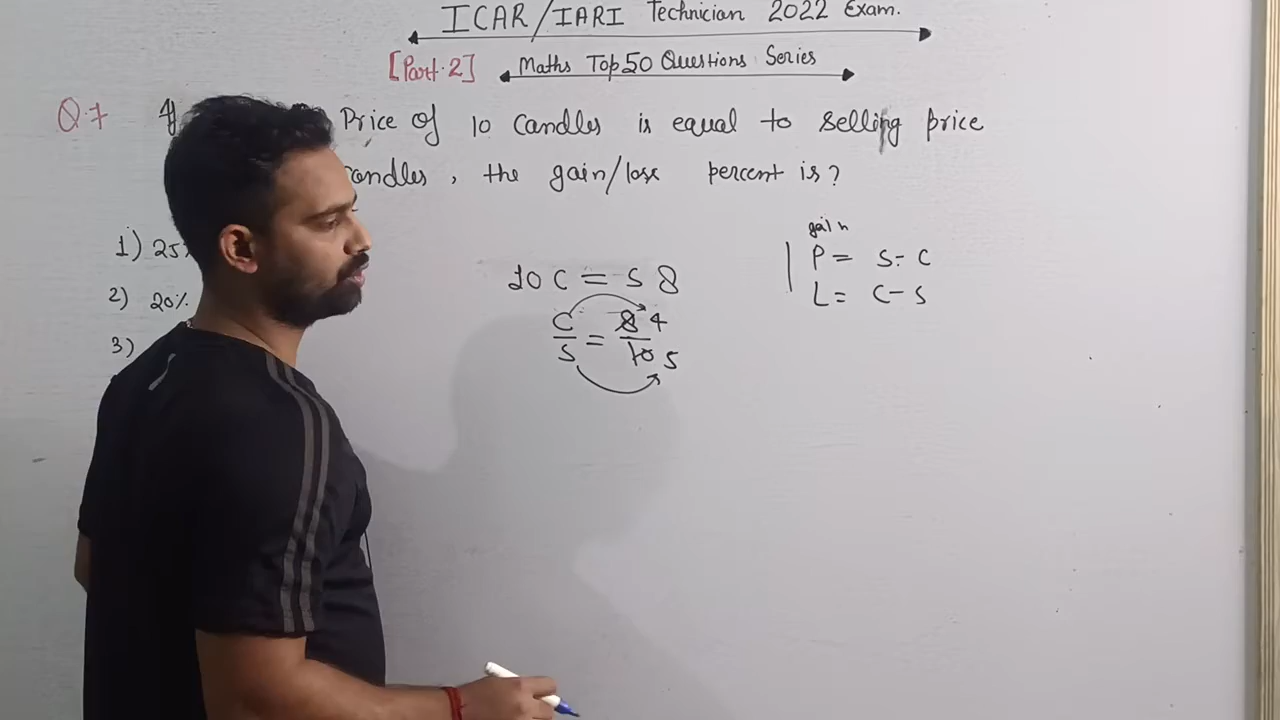 ICAR/IARI Technician 2022 Exam.
[Part-2] Maths Top 50 Questions Series
Q.7 If Price of 10 Candles is equal to selling price
candles, the gain/loss percent is?
1) 25%
2) 20%.
3)
10 C = S 8
C/S = 8 4/10 5
gain
P = S - C
L = C - S